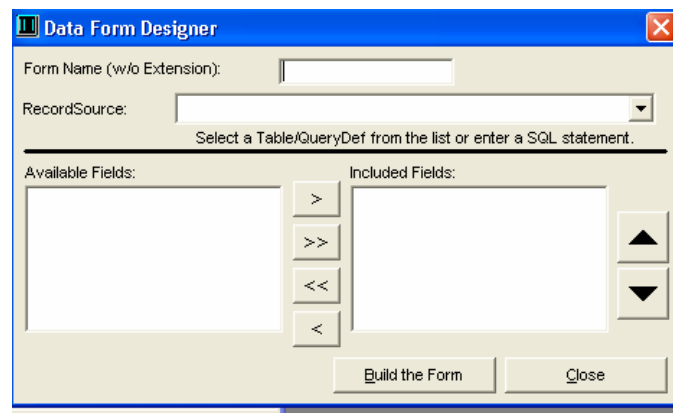 Data Form Designer
Form Name (w/o Extension):
RecordSource:
Select a Table/QueryDef from the list or enter a SQL statement.
Available Fields:
Included Fields:
>
>>
<<
<
Build the Form
Close